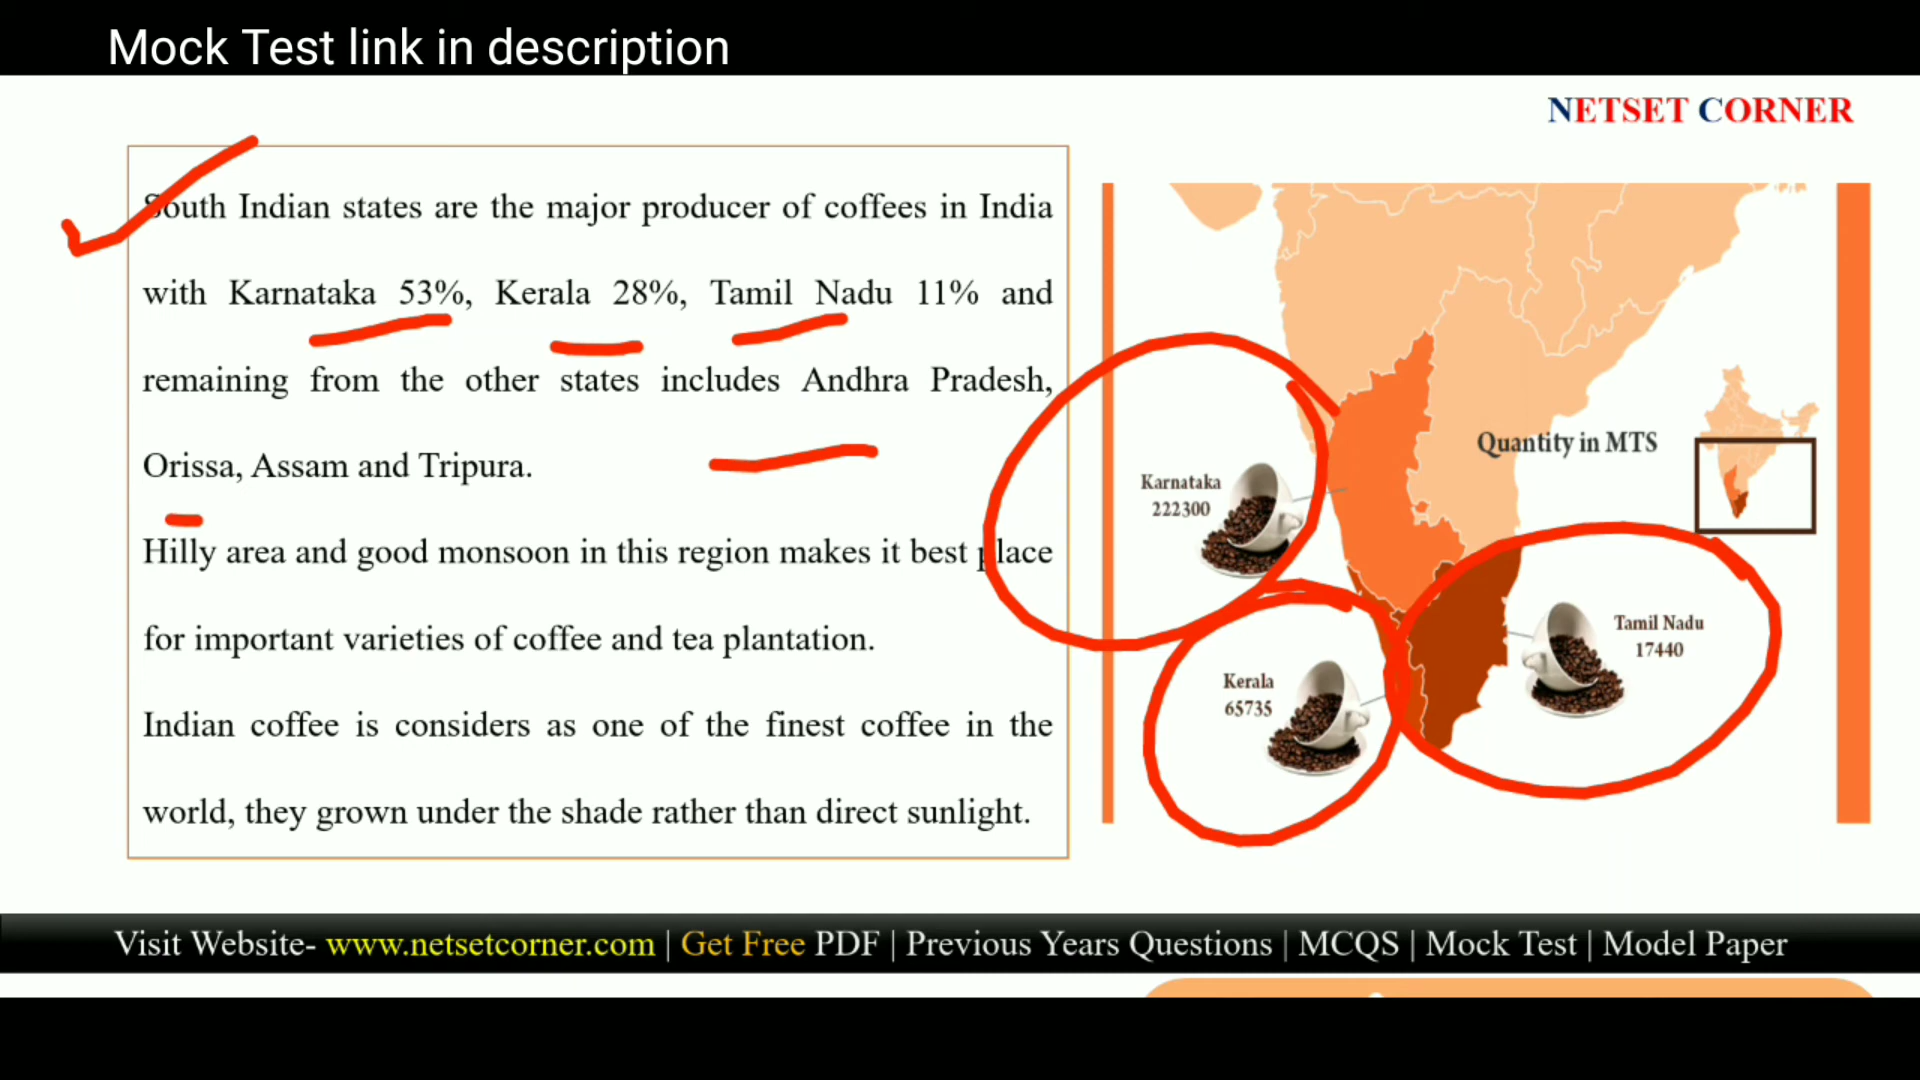 Mock Test link in description
NETSET CORNER
South Indian states are the major producer of coffees in India
with Karnataka 53%, Kerala 28%, Tamil Nadu 11% and
remaining from the other states includes Andhra Pradesh,
Orissa, Assam and Tripura.
Hilly area and good monsoon in this region makes it best place
for important varieties of coffee and tea plantation.
Indian coffee is considers as one of the finest coffee in the
world, they grown under the shade rather than direct sunlight.
Quantity in MTS
Karnataka
222300
Tamil Nadu
17440
Kerala
65735
Visit Website- www.netsetcorner.com | Get Free PDF | Previous Years Questions | MCQS | Mock Test | Model Paper